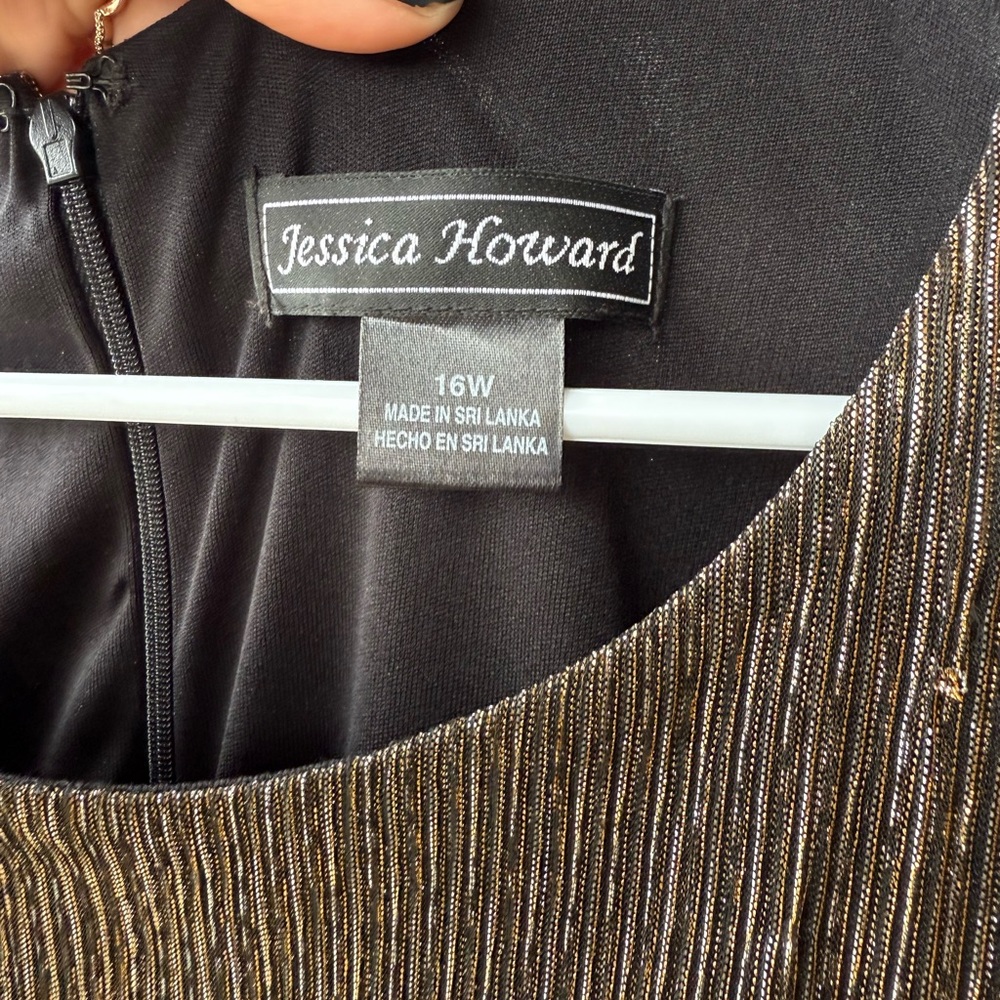 Jessica Howard
16W
MADE IN SRI LANKA
HECHO EN SRI LANKA